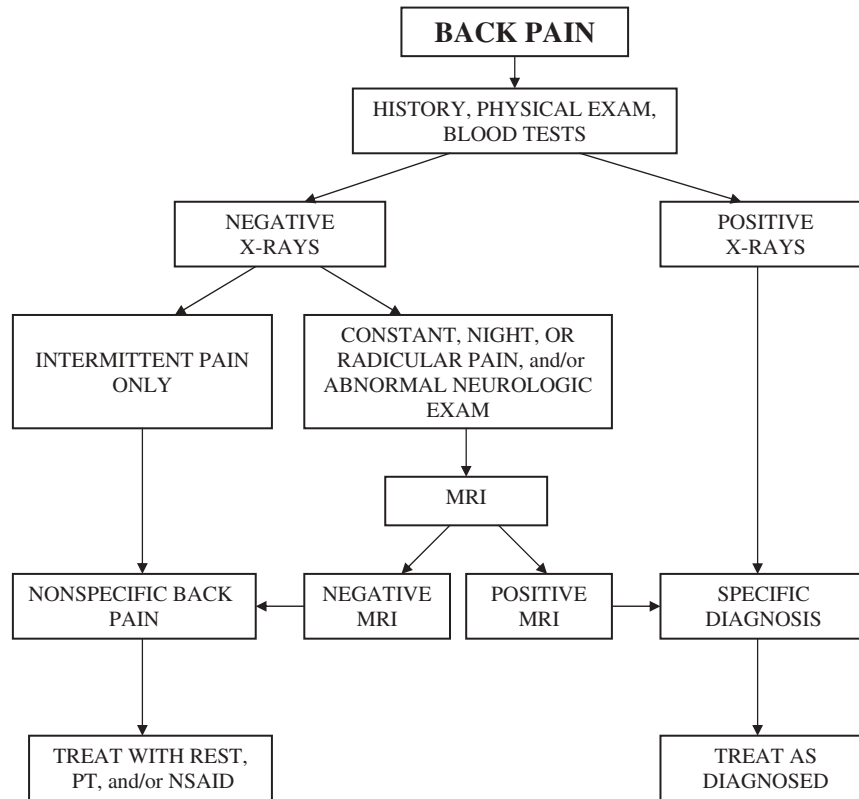 BACK PAIN
HISTORY, PHYSICAL EXAM,
BLOOD TESTS
NEGATIVE
X-RAYS
POSITIVE
X-RAYS
INTERMITTENT PAIN
ONLY
CONSTANT, NIGHT, OR
RADICULAR PAIN, and/or
ABNORMAL NEUROLOGIC
EXAM
MRI
NONSPECIFIC BACK
PAIN
NEGATIVE
MRI
POSITIVE
MRI
SPECIFIC
DIAGNOSIS
TREAT WITH REST,
PT, and/or NSAID
TREAT AS
DIAGNOSED